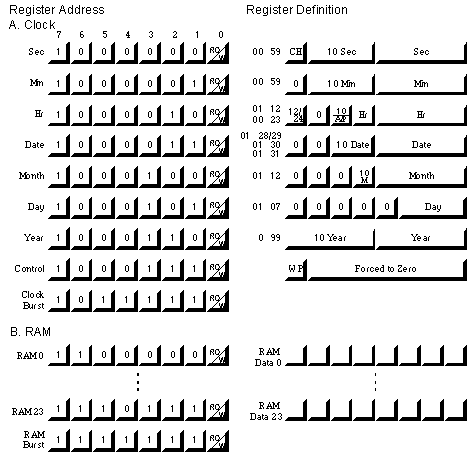 Register Address Register Definition
A. Clock
7 6 5 4 3 2 1 0
Sec 1 0 0 0 0 0 0 RD/W 00 59 CH 10 Sec Sec
Min 1 0 0 0 0 0 1 RD/W 00 59 0 10 Min Min
Hr 1 0 0 0 0 1 0 RD/W 01 12 00 23 12/24 0 10 A/P Hr Hr
Date 1 0 0 0 0 1 1 RD/W 01 28/29 01 30 01 31 0 0 10 Date Date
Month 1 0 0 0 1 0 0 RD/W 01 12 0 0 0 10 M Month
Day 1 0 0 0 1 0 1 RD/W 01 07 0 0 0 0 0 Day
Year 1 0 0 0 1 1 0 RD/W 0 99 10 Year Year
Control 1 0 0 0 1 1 1 RD/W WP Forced to Zero
Clock Burst 1 0 1 1 1 1 1 RD/W
B. RAM
RAM 0 1 1 0 0 0 0 0 RD/W RAM Data 0
RAM 23 1 1 1 0 1 1 1 RD/W RAM Data 23
RAM Burst 1 1 1 1 1 1 1 RD/W